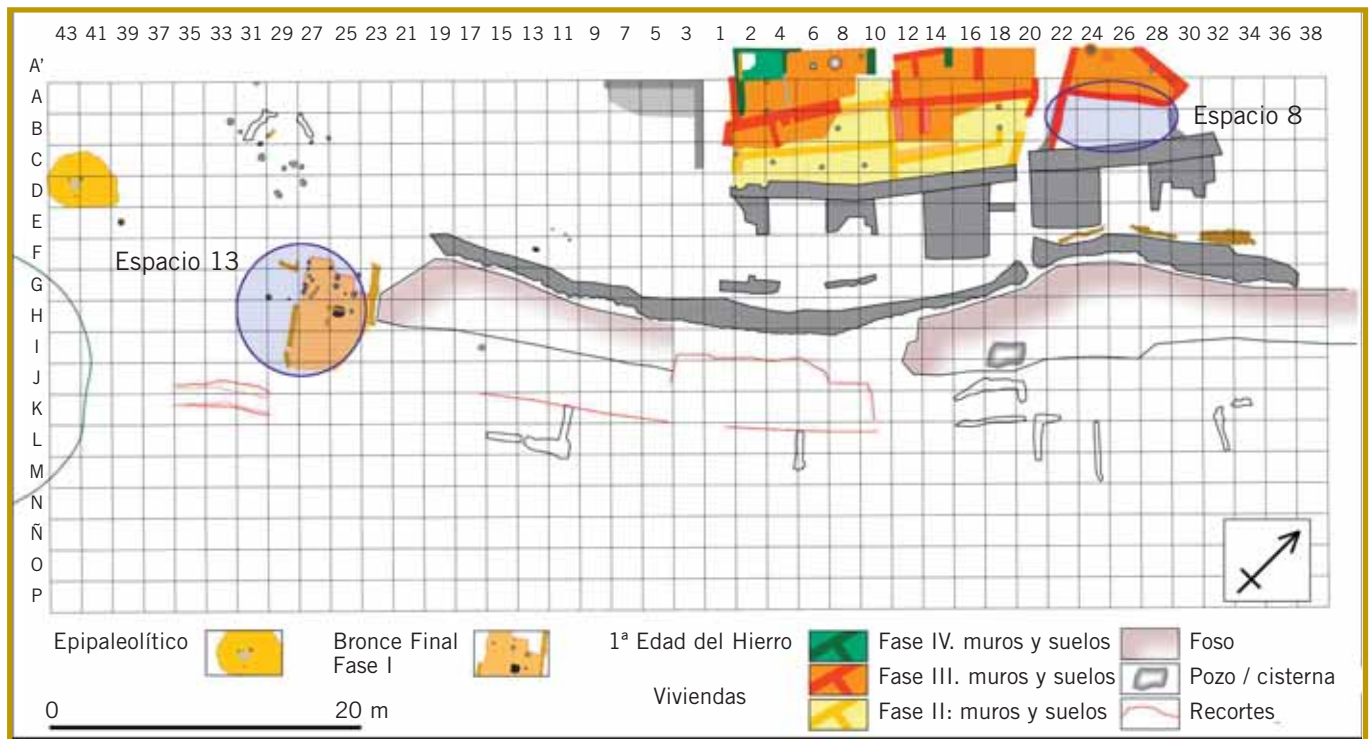 43 41 39 37 35 33 31 29 27 25 23 21 19 17 15 13 11 9 7 5 3 1 2 4 6 8 10 12 14 16 18 20 22 24 26 28 30 32 34 36 38
A'
A
B
Espacio 8
C
D
E
F
Espacio 13
G
H
I
J
K
L
M
N
Ñ
O
P
Epipaleolítico
Bronce Final
Fase I
1ª Edad del Hierro
Viviendas
Fase IV. muros y suelos
Fase III. muros y suelos
Fase II: muros y suelos
Foso
Pozo / cisterna
Recortes
0 20 m